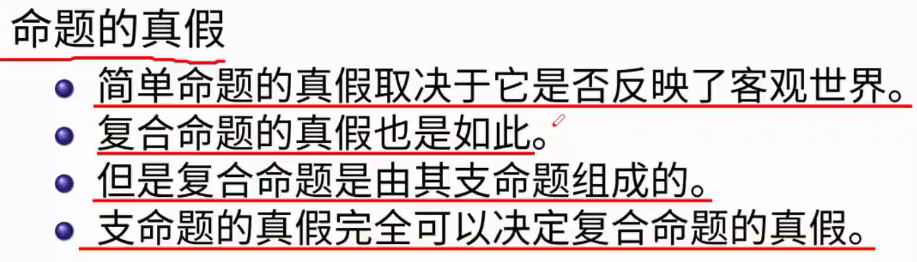 命题的真假
简单命题的真假取决于它是否反映了客观世界。
复合命题的真假也是如此。
但是复合命题是由其支命题组成的。
支命题的真假完全可以决定复合命题的真假。